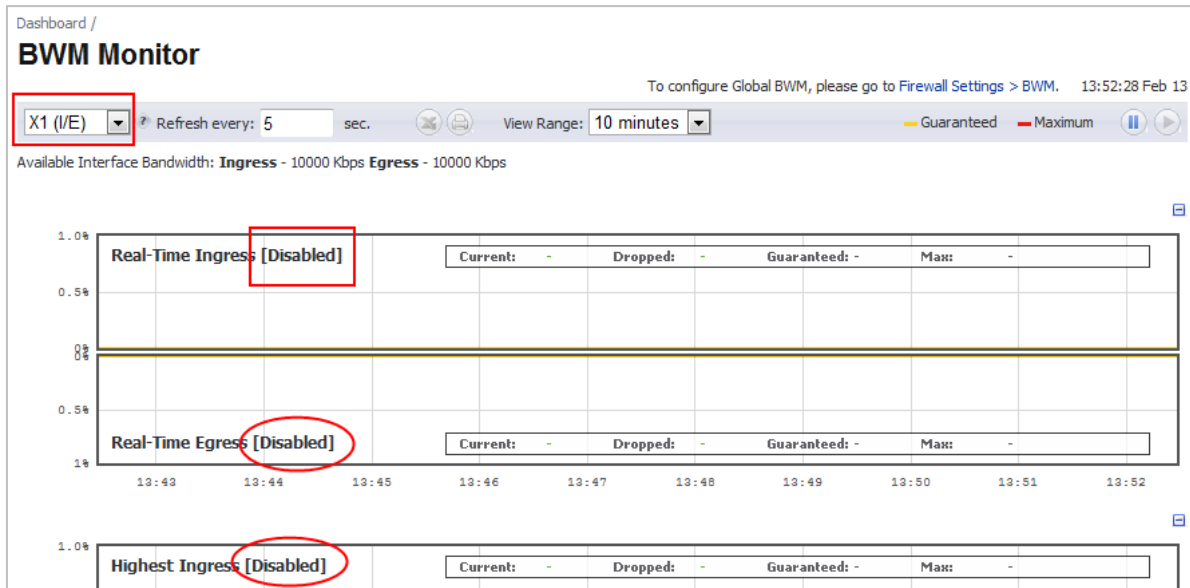 Dashboard /
BWM Monitor
To configure Global BWM, please go to Firewall Settings > BWM. 13:52:28 Feb 13
X1 (I/E) ? Refresh every: 5 sec. View Range: 10 minutes Guaranteed Maximum
Available Interface Bandwidth: Ingress - 10000 Kbps Egress - 10000 Kbps
1.0%
Real-Time Ingress [Disabled] Current: - Dropped: - Guaranteed: - Max: -
0.5%
0%
0%
0.5%
Real-Time Egress [Disabled] Current: - Dropped: - Guaranteed: - Max: -
1%
13:43 13:44 13:45 13:46 13:47 13:48 13:49 13:50 13:51 13:52
1.0%
Highest Ingress [Disabled] Current: - Dropped: - Guaranteed: - Max: -